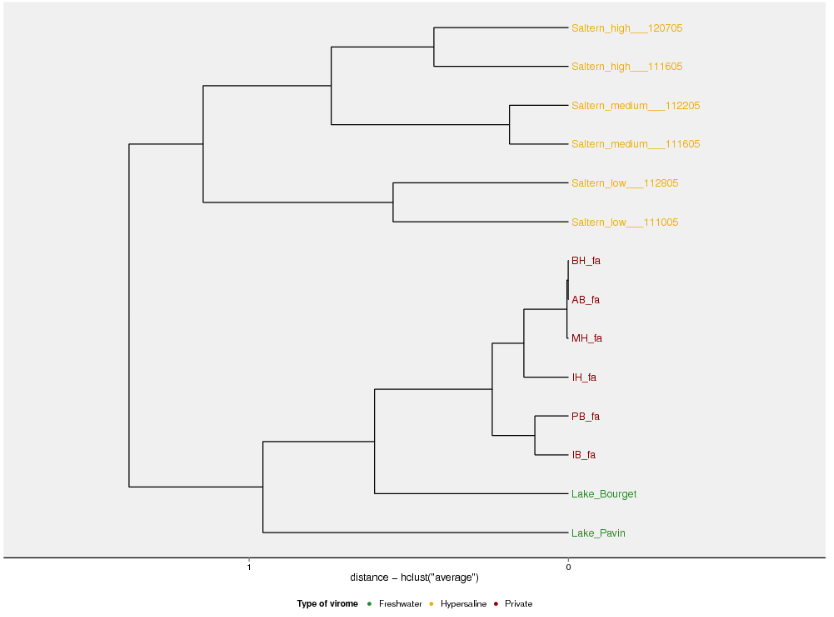 Saltern_high___120705
Saltern_high___111605
Saltern_medium___112205
Saltern_medium___111605
Saltern_low___112805
Saltern_low___111005
BH_fa
AB_fa
MH_fa
IH_fa
PB_fa
IB_fa
Lake_Bourget
Lake_Pavin
1 0
distance − hclust("average")
Type of virome Freshwater Hypersaline Private